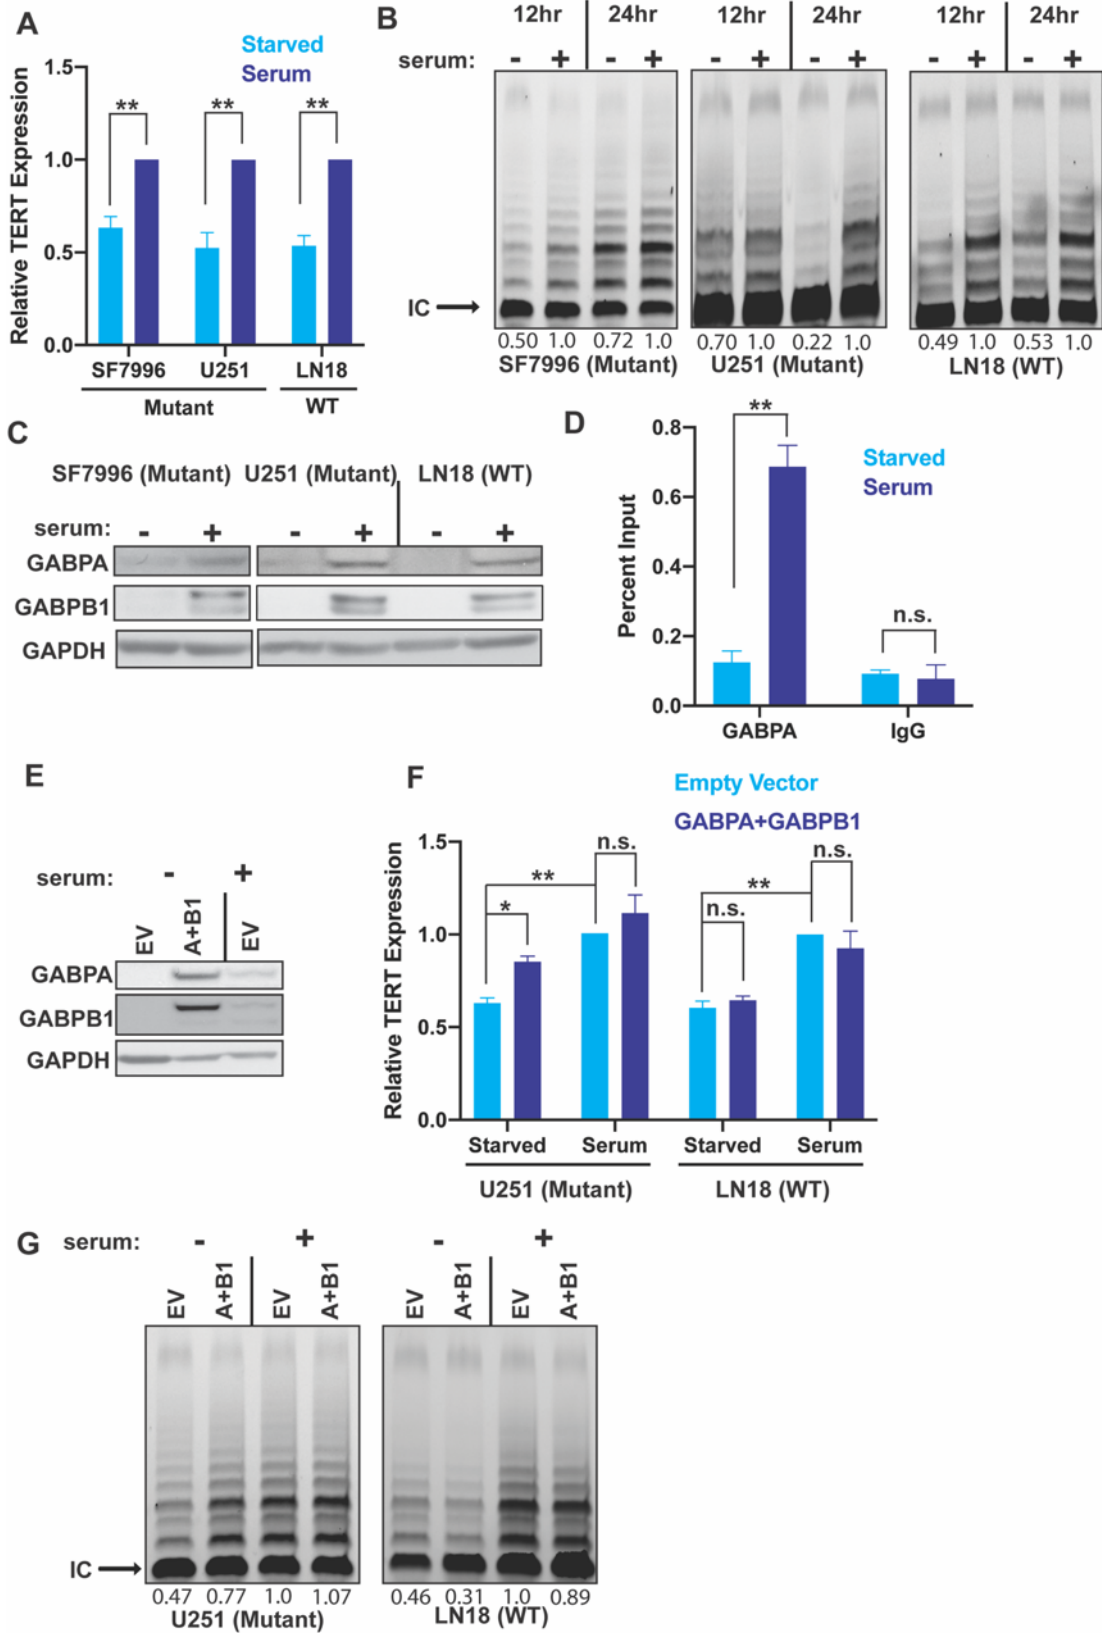 A
Starved
Serum
Relative TERT Expression
1.5
1.0
0.5
0.0
** ** **
SF7996 U251 LN18
Mutant WT
B
12hr 24hr 12hr 24hr 12hr 24hr
serum: - + - + - + - + - + - +
IC
0.50 1.0 0.72 1.0 0.70 1.0 0.22 1.0 0.49 1.0 0.53 1.0
SF7996 (Mutant) U251 (Mutant) LN18 (WT)
C
SF7996 (Mutant) U251 (Mutant) LN18 (WT)
serum: - + - + - +
GABPA
GABPB1
GAPDH
D
Starved
Serum
Percent Input
0.8
0.6
0.4
0.2
0.0
**
n.s.
GABPA IgG
E
serum: - +
EV A+B1 EV
GABPA
GABPB1
GAPDH
F
Empty Vector
GABPA+GABPB1
Relative TERT Expression
1.5
1.0
0.5
0.0
n.s. n.s.
** **
* n.s.
Starved Serum Starved Serum
U251 (Mutant) LN18 (WT)
G
serum: - + - +
EV A+B1 EV A+B1 EV A+B1 EV A+B1
IC
0.47 0.77 1.0 1.07 0.46 0.31 1.0 0.89
U251 (Mutant) LN18 (WT)